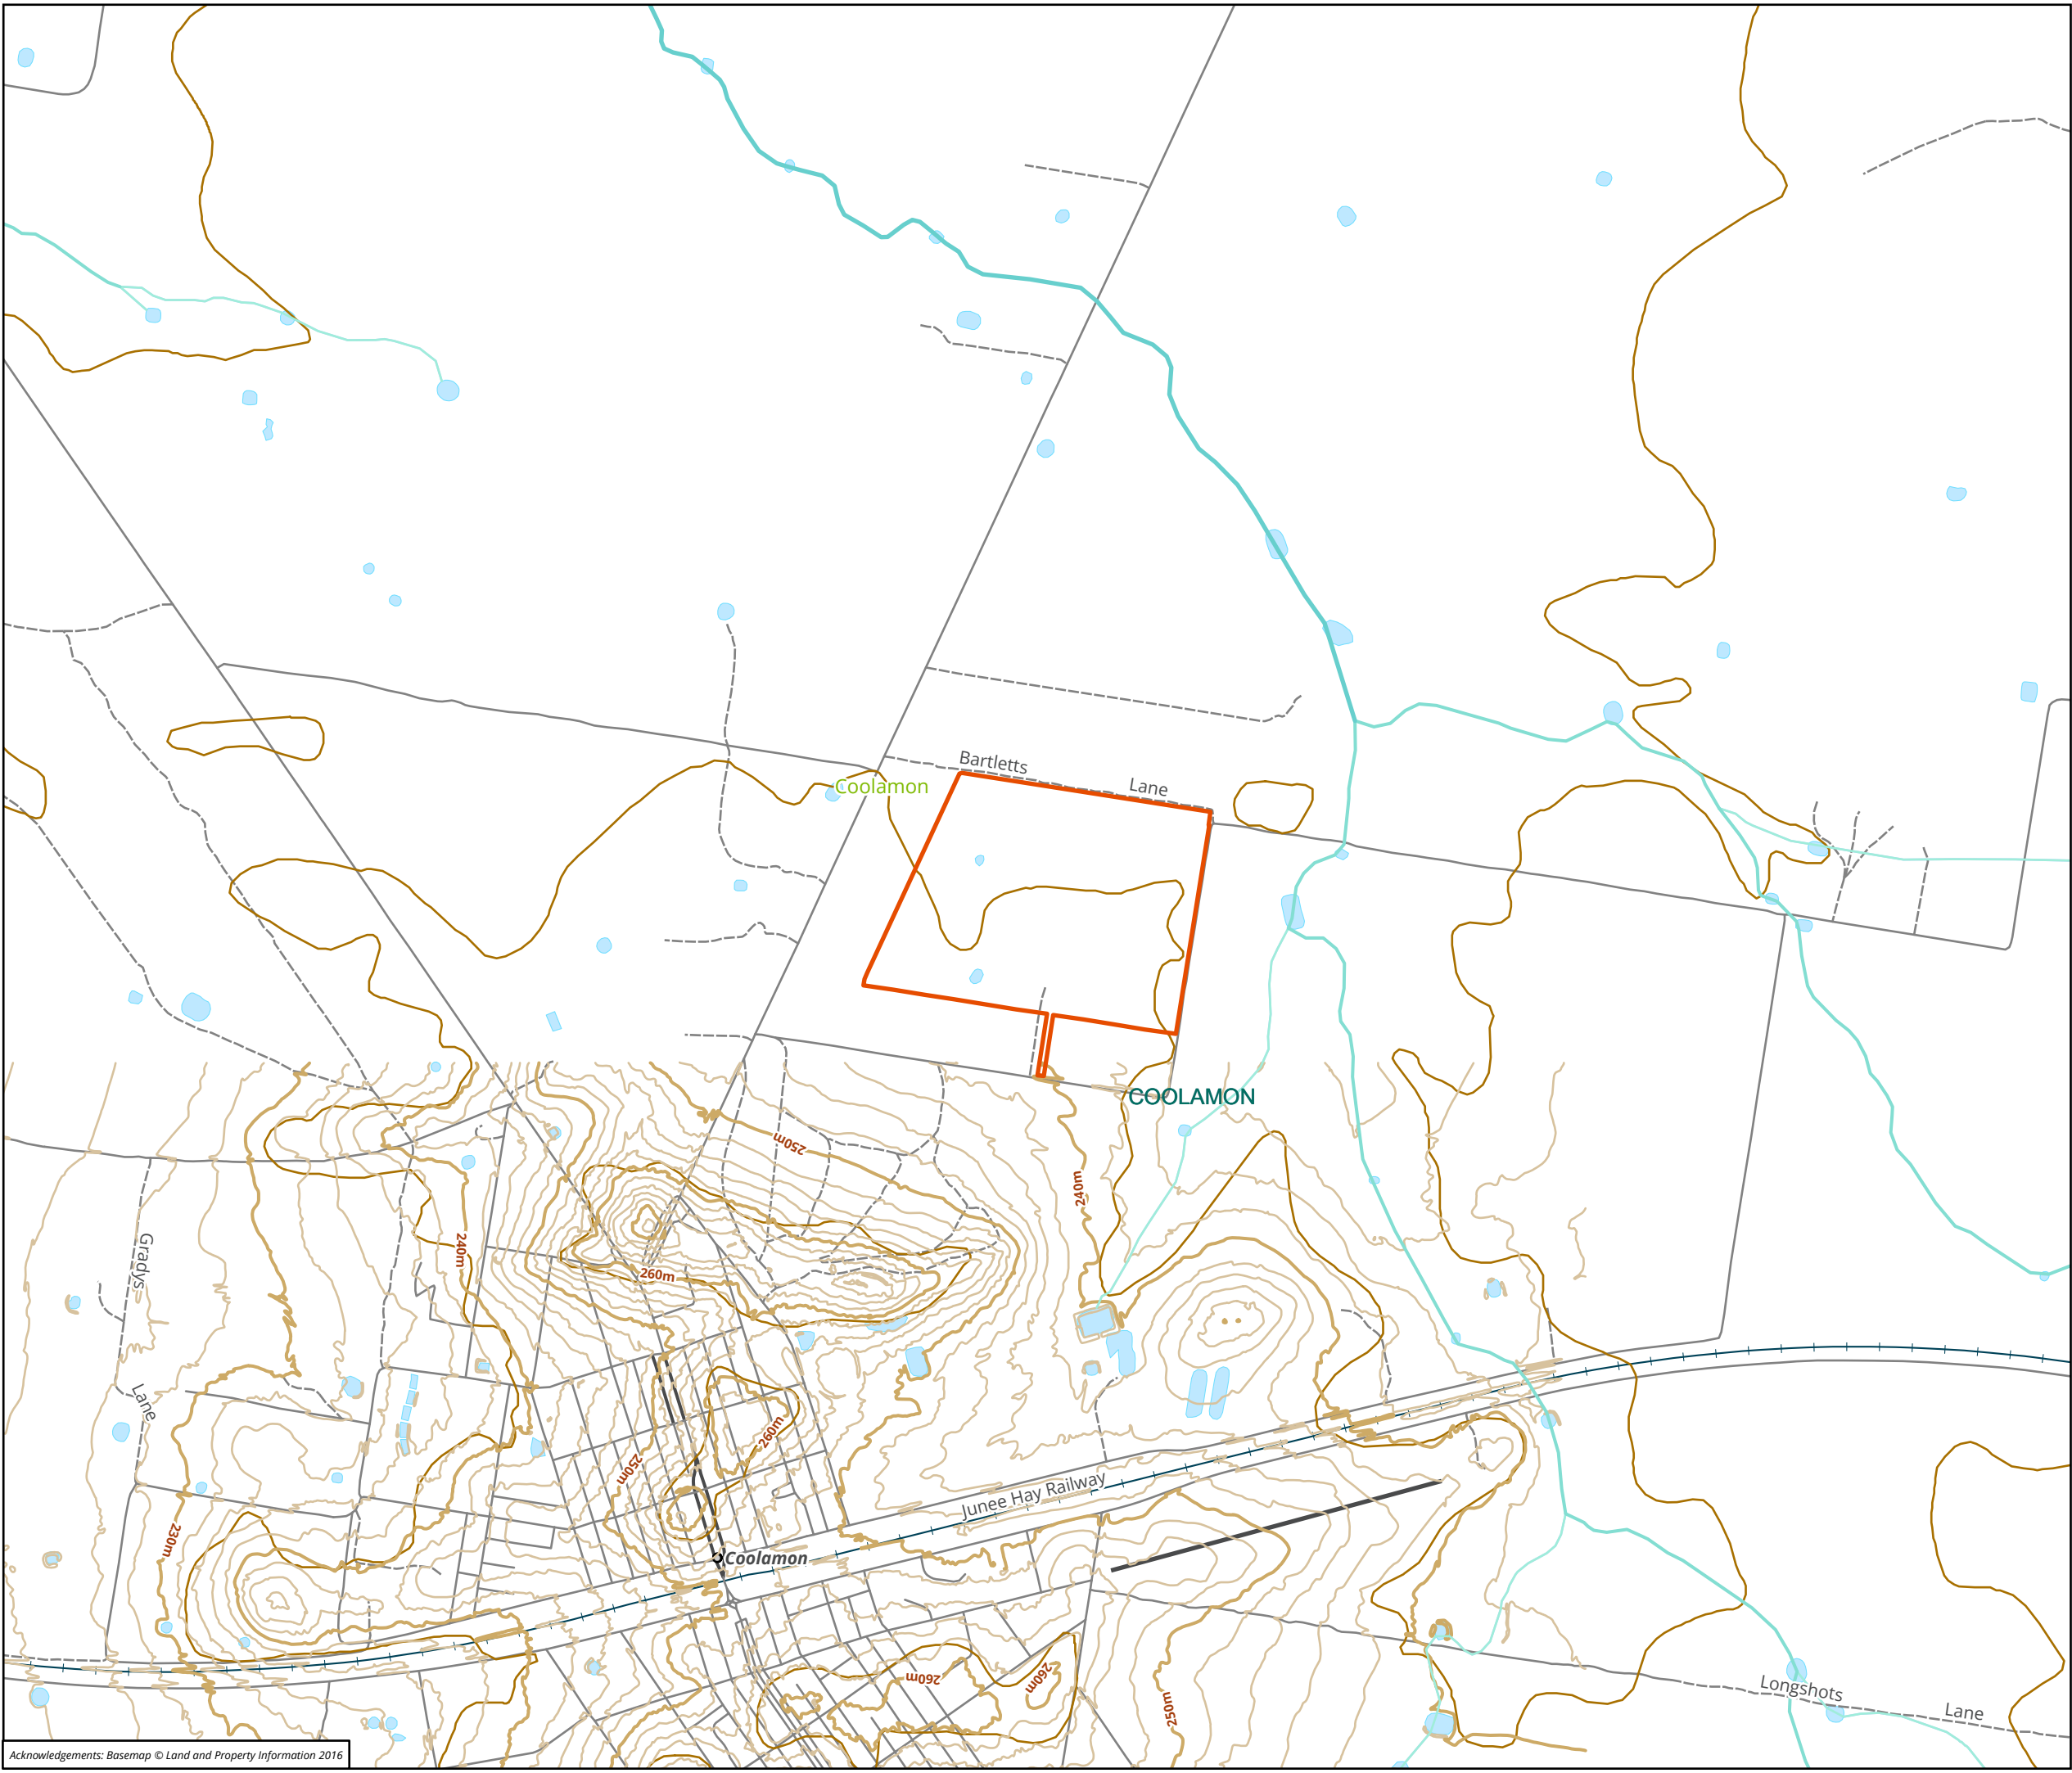 Bartletts
Lane
Coolamon
COOLAMON
250m
240m
240m
Gradys
260m
Lane
260m
250m
Junee Hay Railway
230m
Coolamon
260m
260m
250m
Longshots
Lane
Acknowledgements: Basemap © Land and Property Information 2016